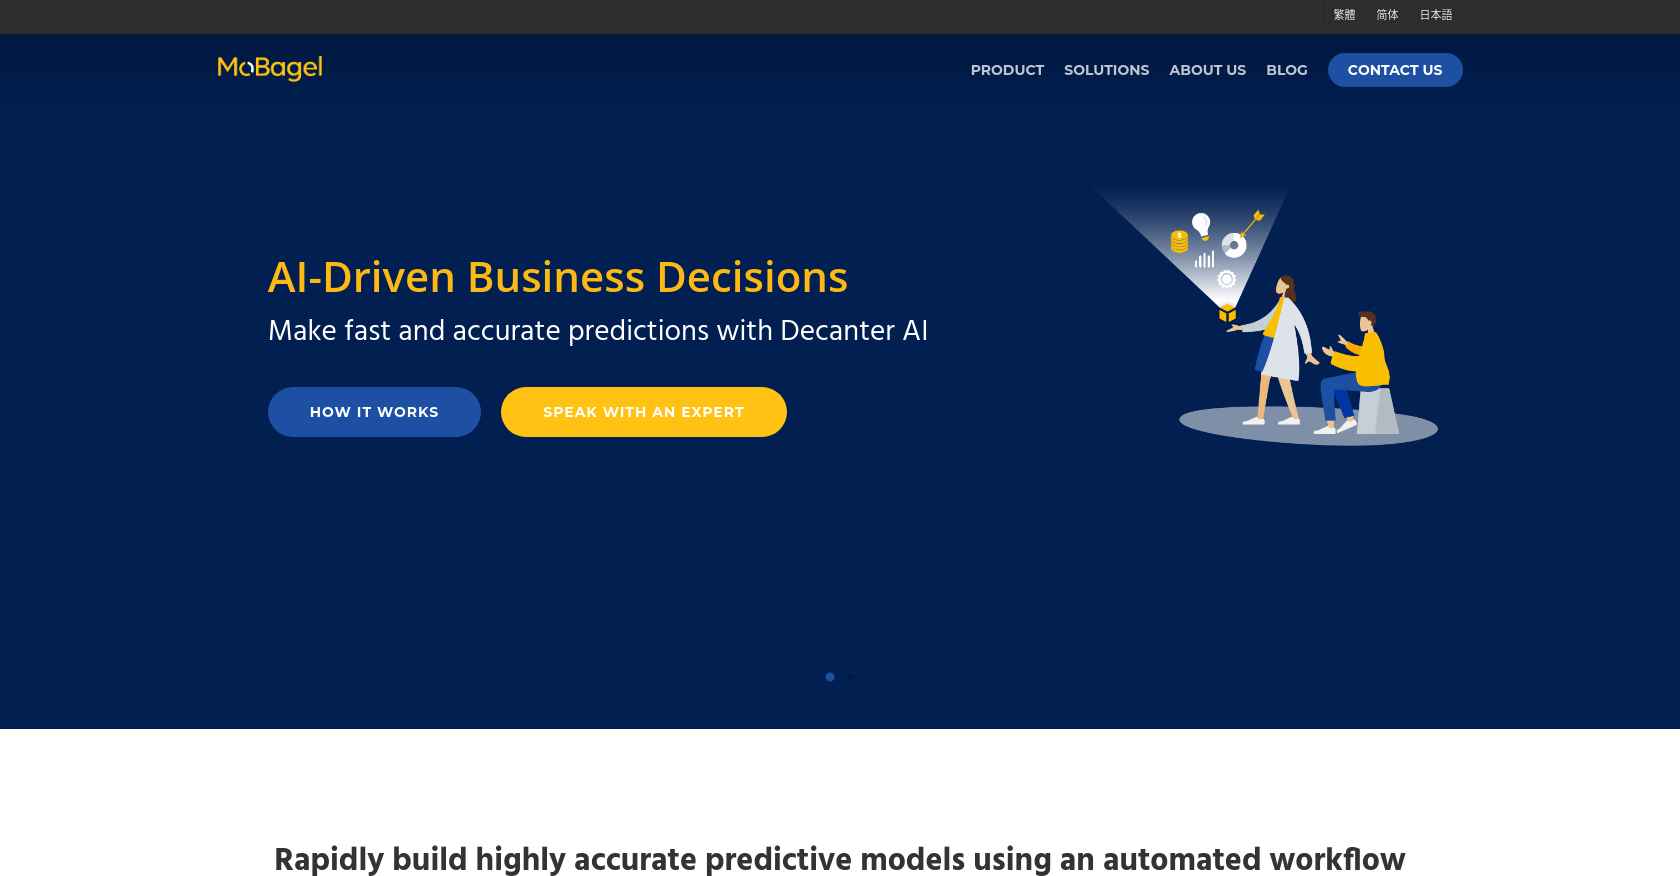 繁體 简体 日本語
MoBagel
PRODUCT SOLUTIONS ABOUT US BLOG CONTACT US
AI-Driven Business Decisions
Make fast and accurate predictions with Decanter AI
HOW IT WORKS SPEAK WITH AN EXPERT
Rapidly build highly accurate predictive models using an automated workflow